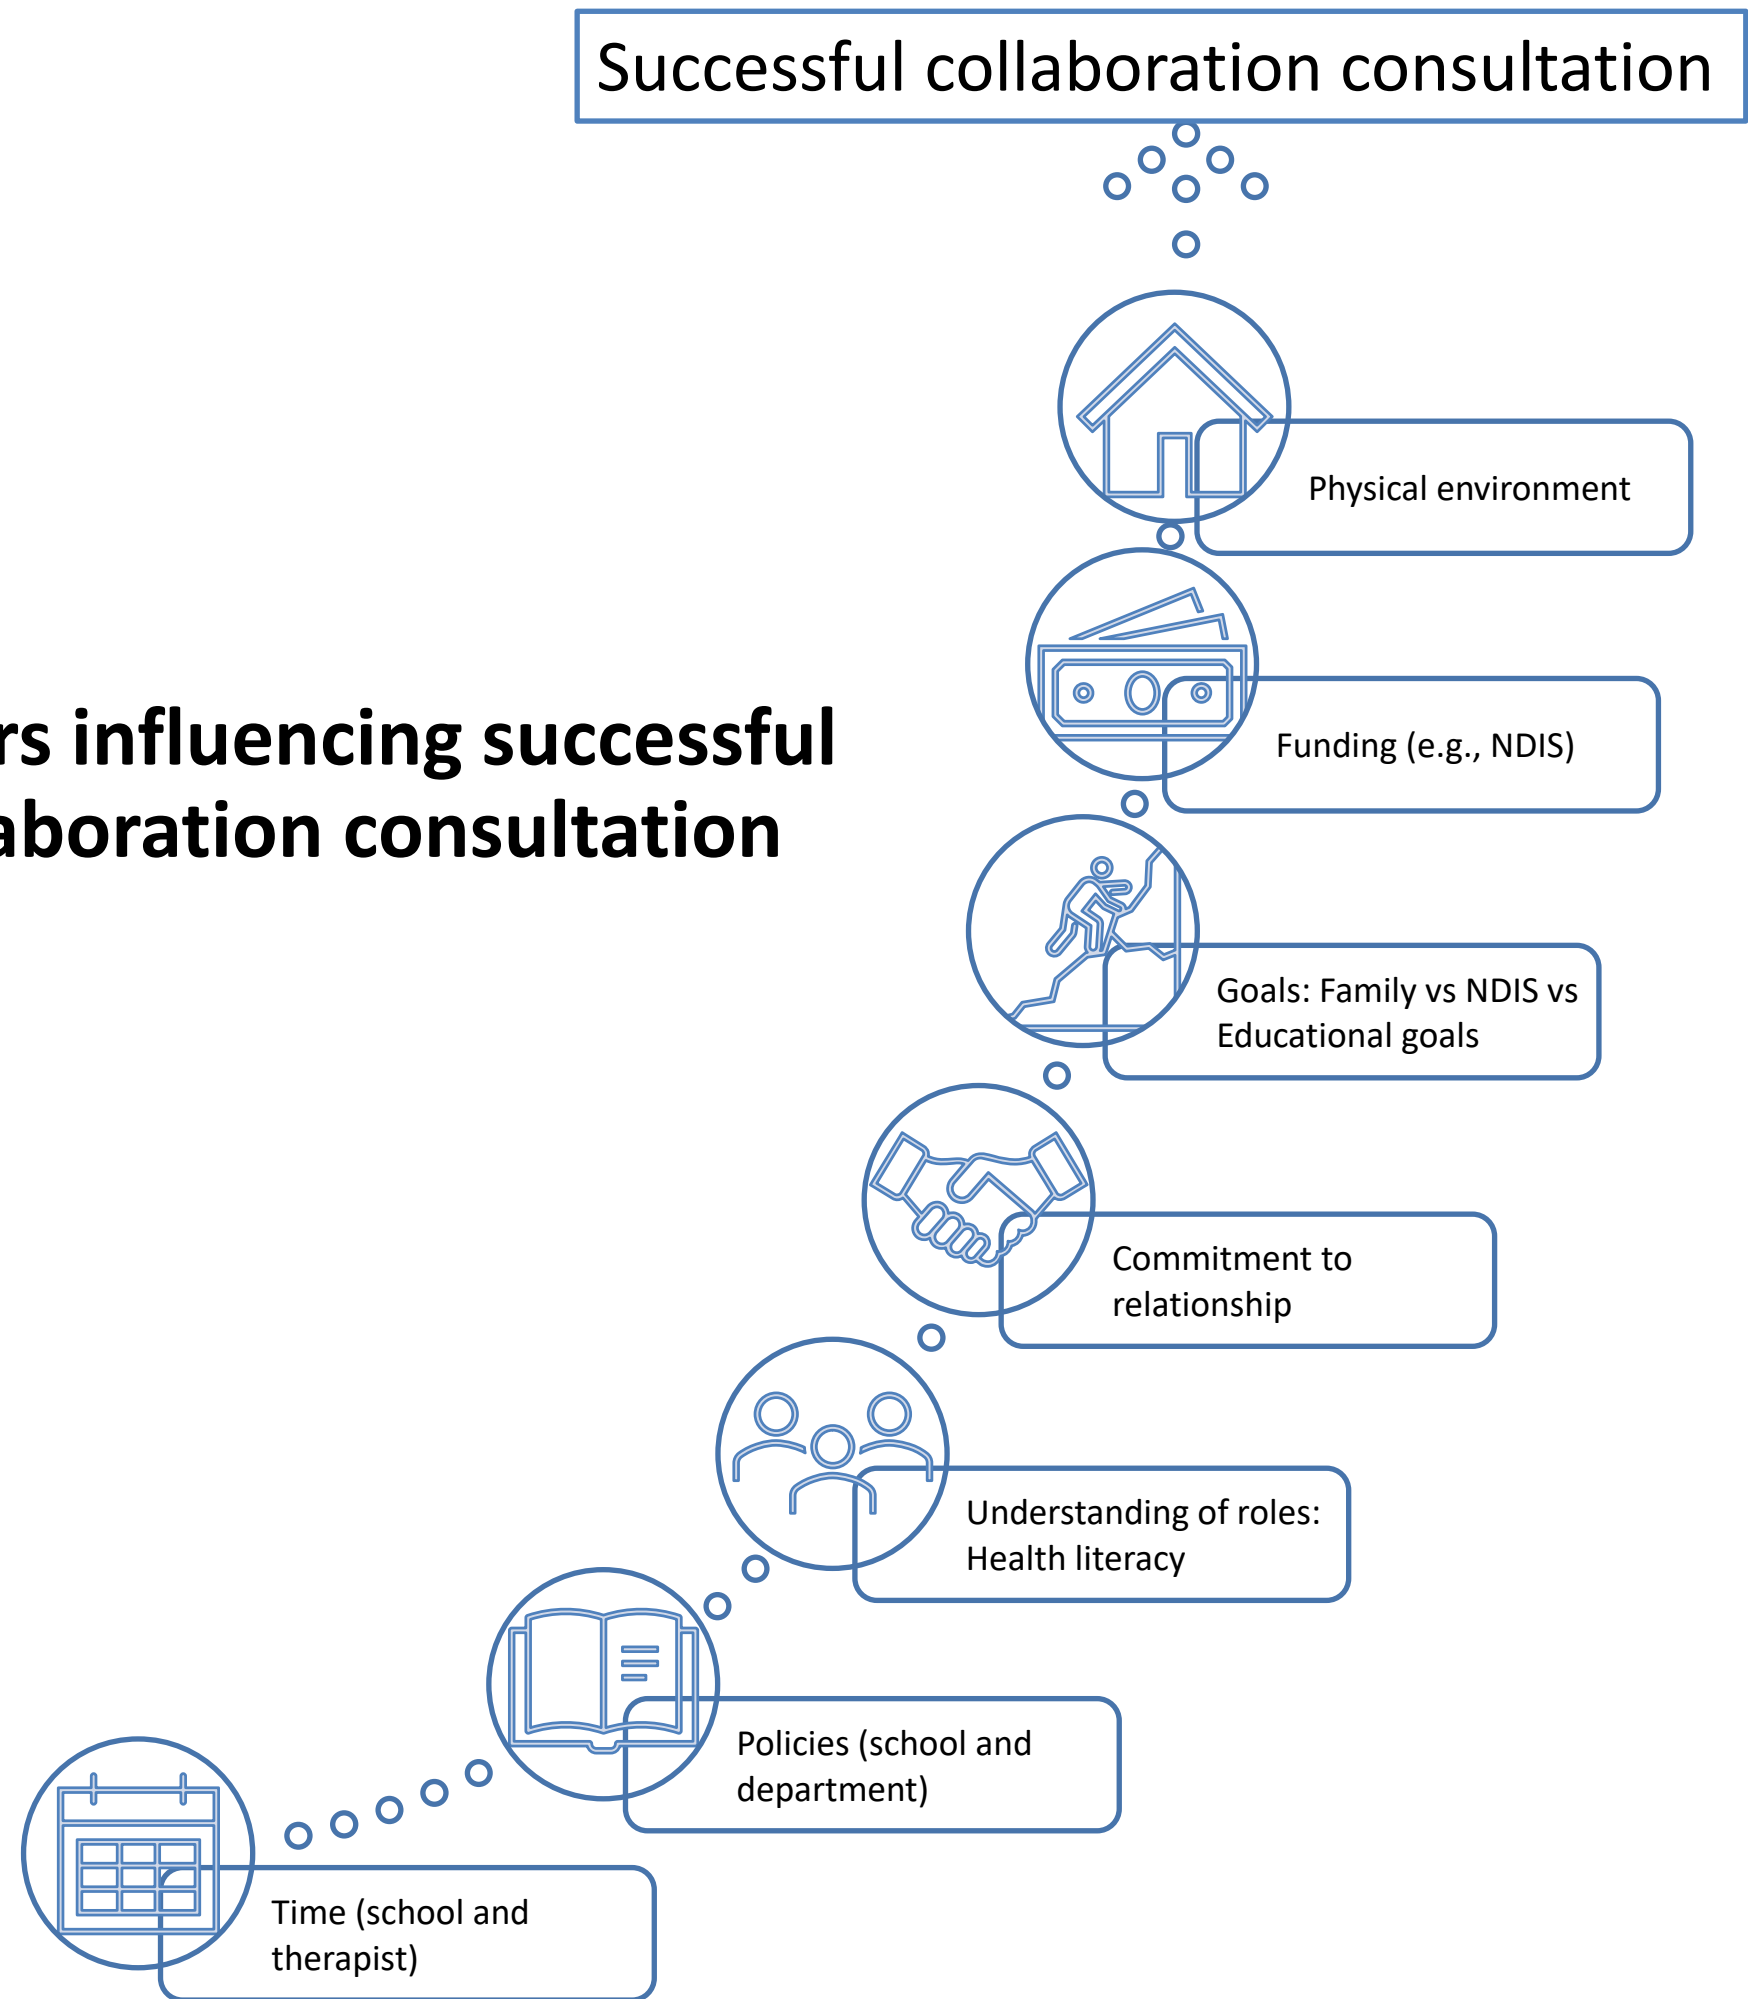 Successful collaboration consultation
Physical environment
Funding (e.g., NDIS)
rs influencing successful
aboration consultation
Goals: Family vs NDIS vs
Educational goals
Commitment to
relationship
Understanding of roles:
Health literacy
Policies (school and
department)
Time (school and
therapist)